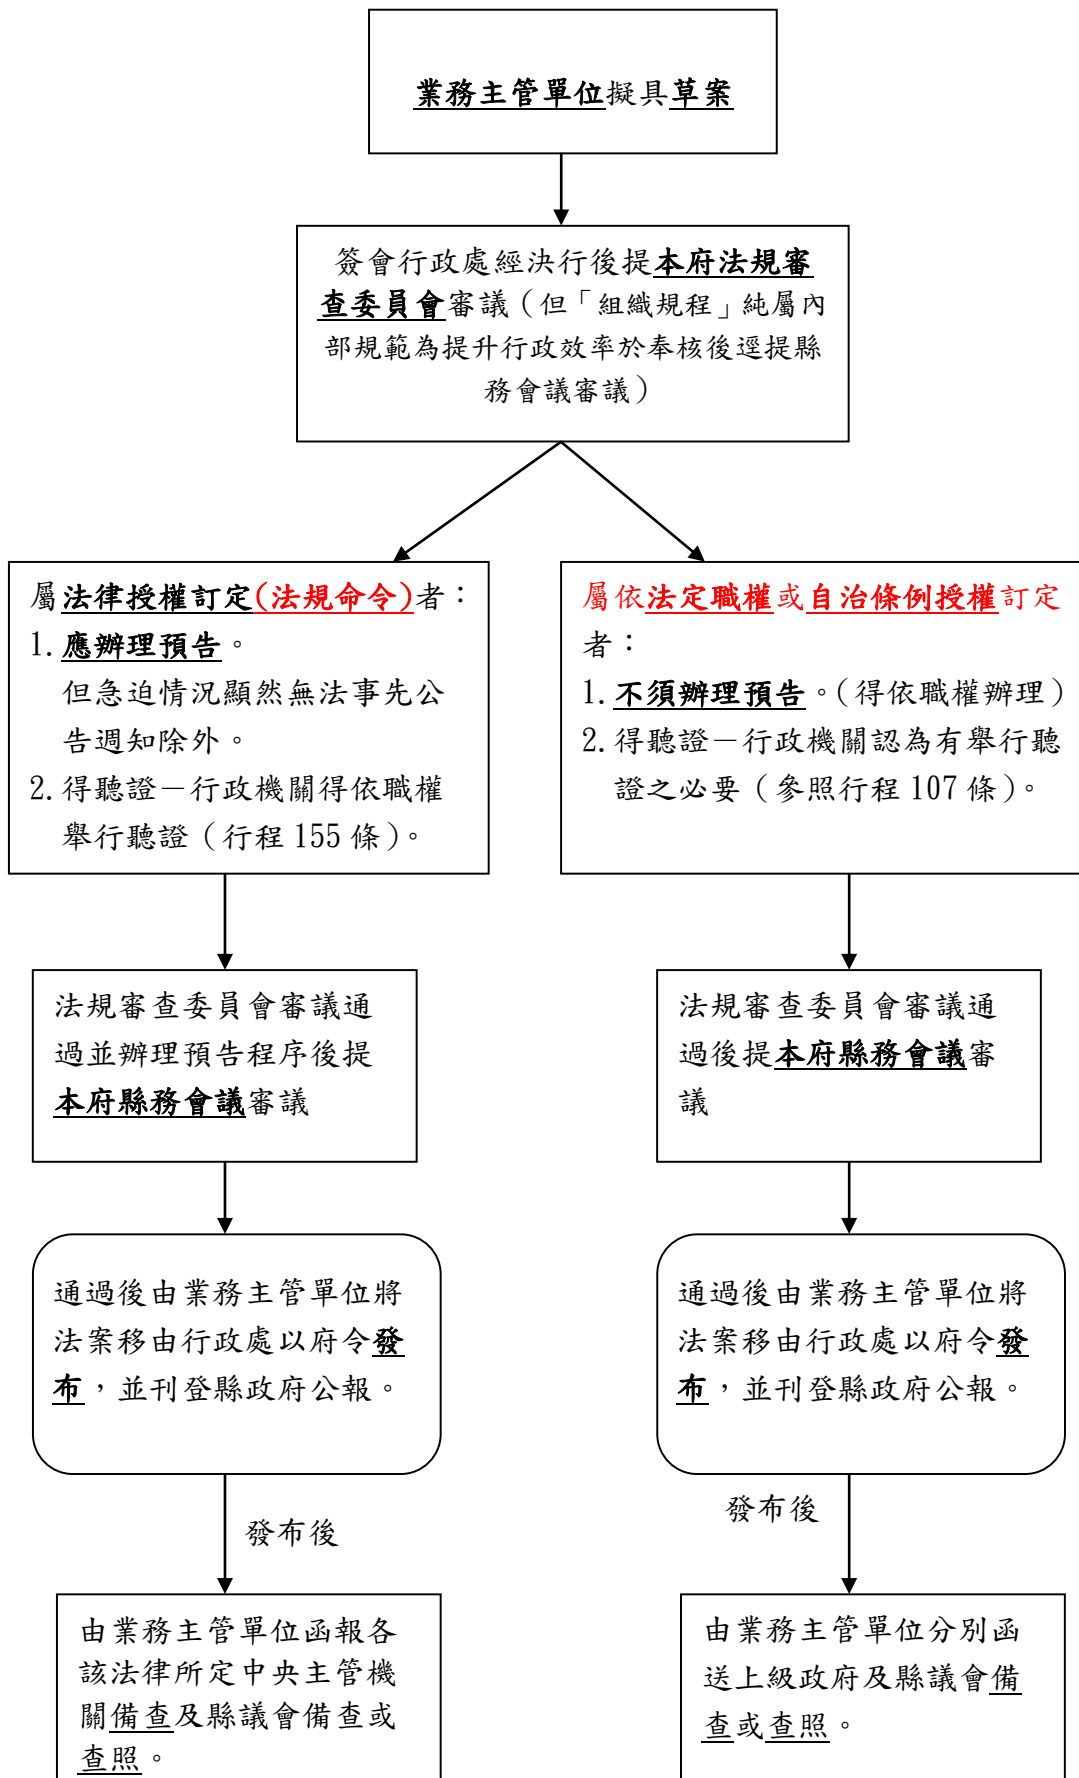 業務主管單位擬具草案
簽會行政處經決行後提本府法規審
查委員會審議（但「組織規程」純屬內
部規範為提升行政效率於奉核後逕提縣
務會議審議）
屬法律授權訂定(法規命令)者：
1.應辦理預告。
但急迫情況顯然無法事先公
告週知除外。
2.得聽證－行政機關得依職權
舉行聽證（行程 155 條）。
屬依法定職權或自治條例授權訂定
者：
1.不須辦理預告。（得依職權辦理）
2.得聽證－行政機關認為有舉行聽
證之必要（參照行程 107 條）。
法規審查委員會審議通
過並辦理預告程序後提
本府縣務會議審議
法規審查委員會審議通
過後提本府縣務會議審
議
通過後由業務主管單位將
法案移由行政處以府令發
布，並刊登縣政府公報。
通過後由業務主管單位將
法案移由行政處以府令發
布，並刊登縣政府公報。
發布後
發布後
由業務主管單位函報各
該法律所定中央主管機
關備查及縣議會備查或
查照。
由業務主管單位分別函
送上級政府及縣議會備
查或查照。